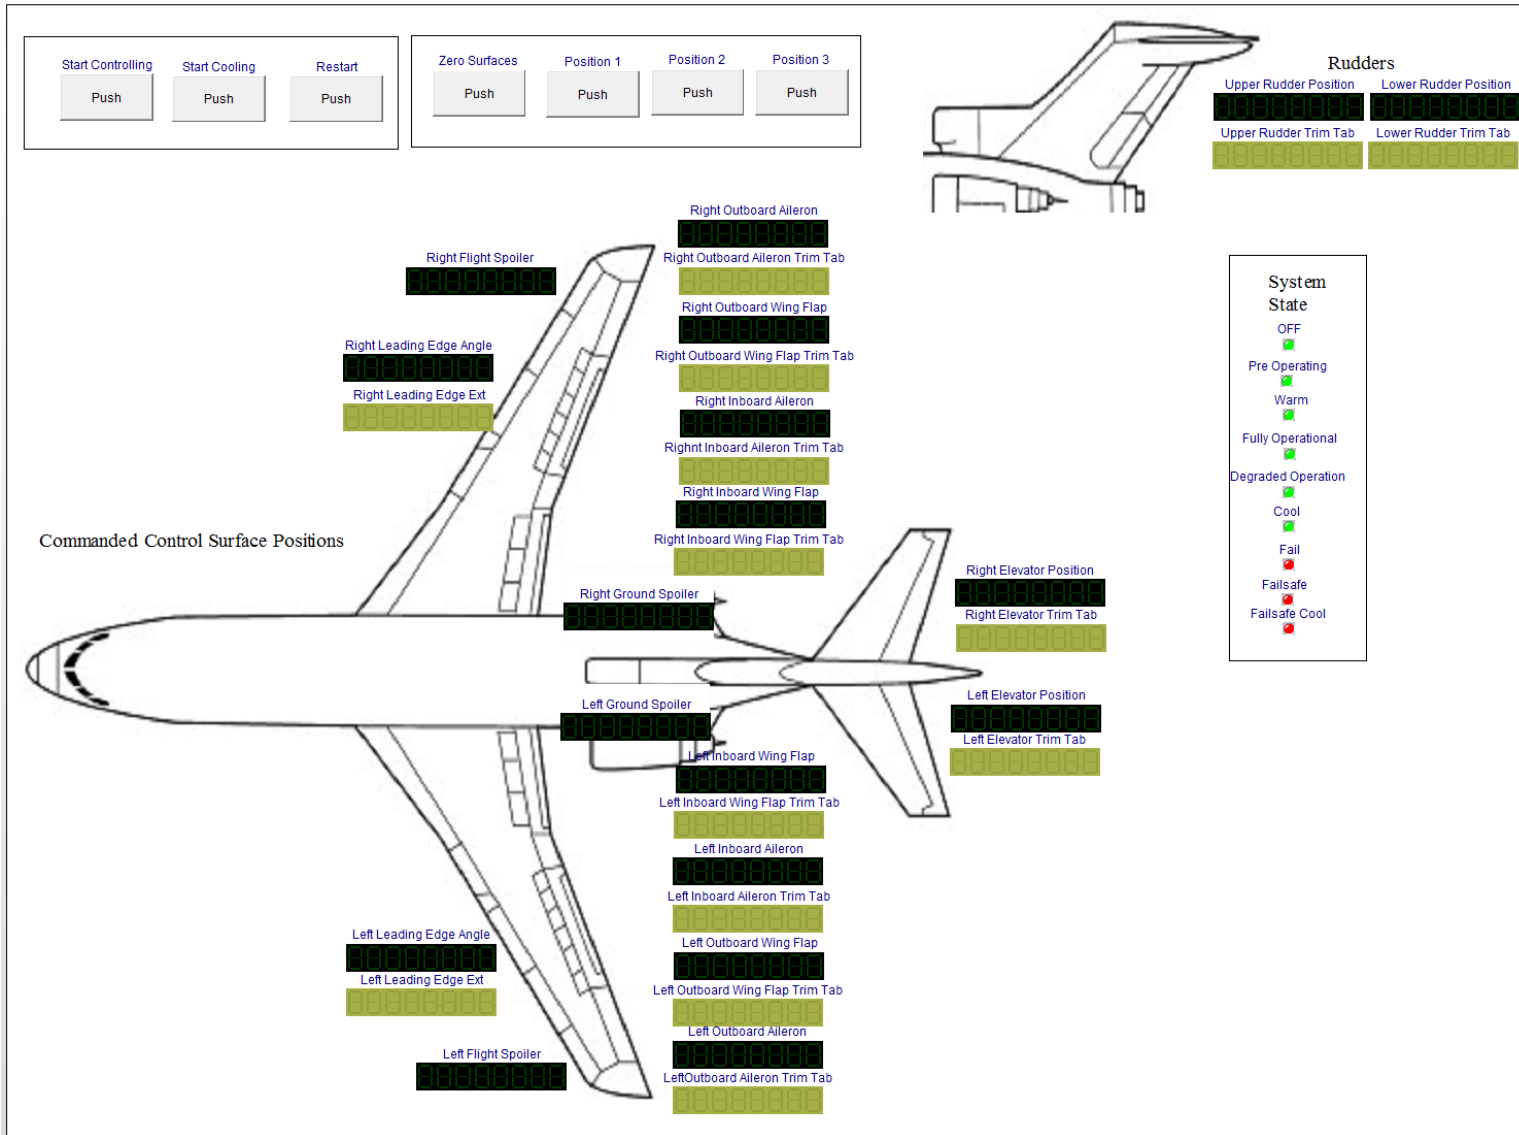 Start Controlling
Start Cooling
Restart
Push
Push
Push
Zero Surfaces
Position 1
Position 2
Position 3
Push
Push
Push
Push
Rudders
Upper Rudder Position
Lower Rudder Position
Upper Rudder Trim Tab
Lower Rudder Trim Tab
Right Outboard Aileron
Right Flight Spoiler
Right Outboard Aileron Trim Tab
Right Outboard Wing Flap
Right Leading Edge Angle
Right Outboard Wing Flap Trim Tab
Right Leading Edge Ext
Right Inboard Aileron
Righnt Inboard Aileron Trim Tab
Right Inboard Wing Flap
Right Inboard Wing Flap Trim Tab
System
State
OFF
Pre Operating
Warm
Fully Operational
Degraded Operation
Cool
Fail
Failsafe
Failsafe Cool
Commanded Control Surface Positions
Right Ground Spoiler
Right Elevator Position
Right Elevator Trim Tab
Left Ground Spoiler
Left Elevator Position
Left Elevator Trim Tab
Left Inboard Wing Flap
Left Inboard Wing Flap Trim Tab
Left Inboard Aileron
Left Inboard Aileron Trim Tab
Left Leading Edge Angle
Left Outboard Wing Flap
Left Leading Edge Ext
Left Outboard Wing Flap Trim Tab
Left Outboard Aileron
Left Flight Spoiler
LeftOutboard Aileron Trim Tab